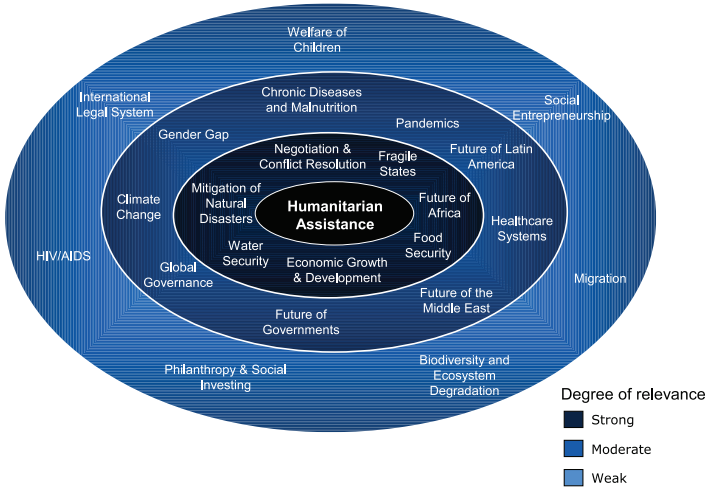 Welfare of
Children
International
Legal System
Social
Entrepreneurship
Chronic Diseases
and Malnutrition
Pandemics
Gender Gap
Future of Latin
America
Negotiation &
Conflict Resolution
Fragile
States
Climate
Change
Mitigation of
Natural
Disasters
Humanitarian
Assistance
Future of
Africa
Healthcare
Systems
HIV/AIDS
Water
Security
Food
Security
Global
Governance
Economic Growth
& Development
Migration
Future of the
Middle East
Future of
Governments
Philanthropy & Social
Investing
Biodiversity and
Ecosystem
Degradation
Degree of relevance
Strong
Moderate
Weak